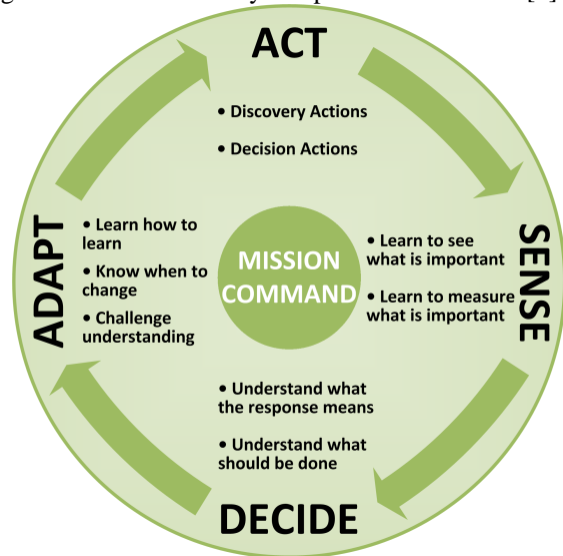 ACT
• Discovery Actions
• Decision Actions
SENSE
• Learn to see
what is important
• Learn to measure
what is important
DECIDE
• Understand what
the response means
• Understand what
should be done
ADAPT
• Learn how to
learn
• Know when to
change
• Challenge
understanding
MISSION
COMMAND